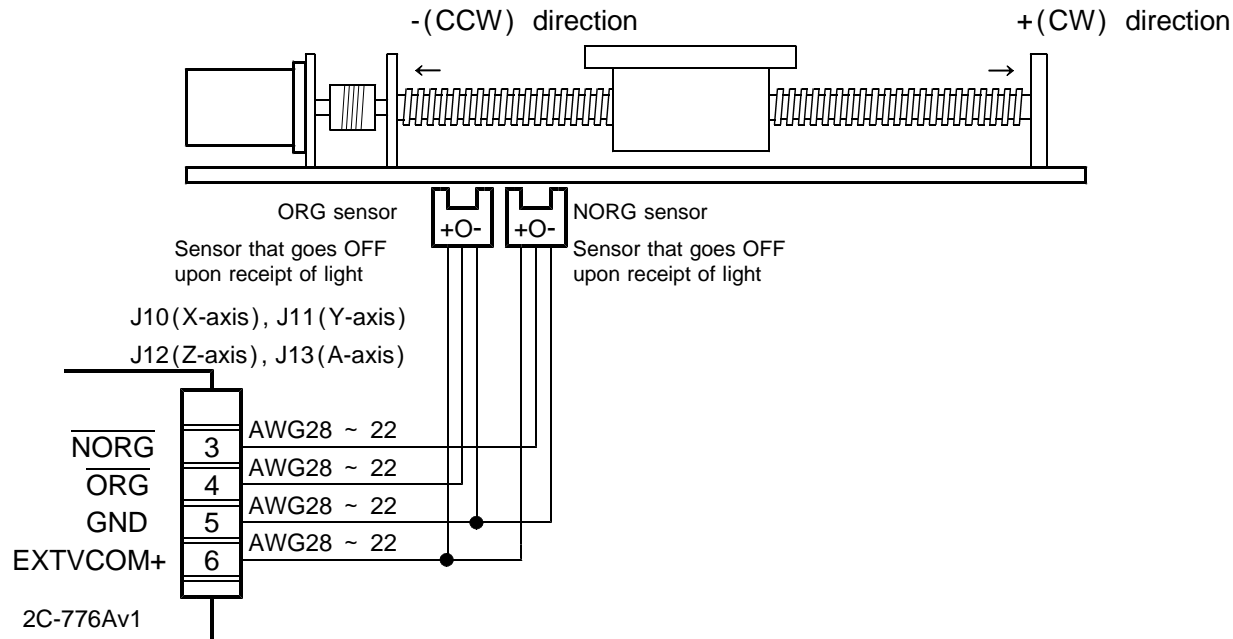 -(CCW) direction
+(CW) direction
← →
ORG sensor
+O-
+O-
NORG sensor
Sensor that goes OFF
upon receipt of light
Sensor that goes OFF
upon receipt of light
J10(X-axis), J11(Y-axis)
J12(Z-axis), J13(A-axis)
NORG 3 AWG28 ~ 22
ORG 4 AWG28 ~ 22
GND 5 AWG28 ~ 22
EXTVCOM+ 6 AWG28 ~ 22
2C-776Av1